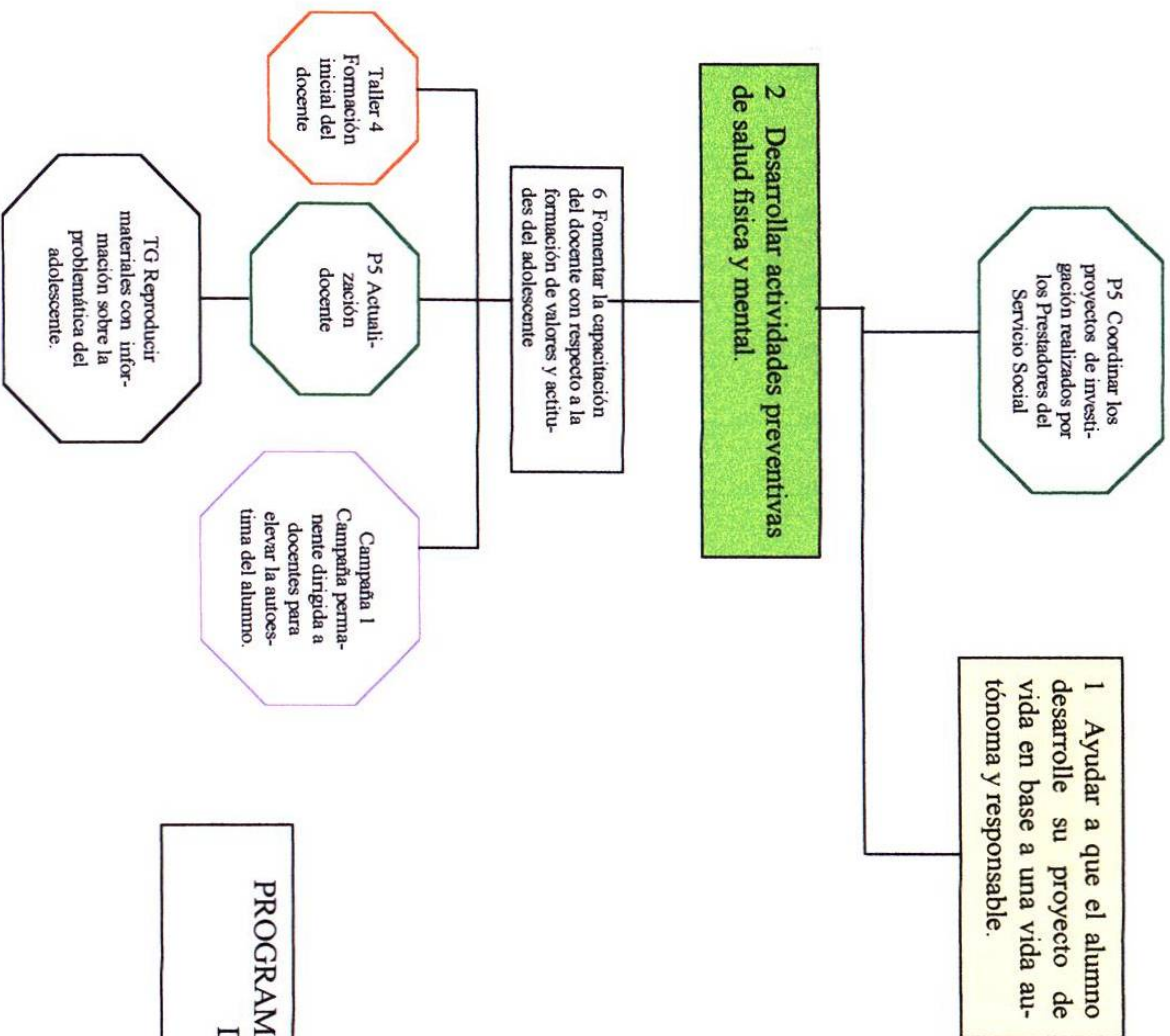 P5 Coordinar los
proyectos de investi-
gación realizados por
los Prestadores del
Servicio Social
1 Ayudar a que el alumno
desarrolle su proyecto de
vida en base a una vida au-
tónoma y responsable.
2 Desarrollar actividades preventivas
de salud física y mental.
6 Fomentar la capacitación
del docente con respecto a la
formación de valores y actitu-
des del adolescente
Taller 4
Formación
inicial del
docente
P5 Actuali-
zación
docente
Campaña 1
Campaña perma-
nente dirigida a
docentes para
elevar la autoes-
tima del alumno.
TG Reproducir
materiales con infor-
mación sobre la
problemática del
adolescente.
PROGRAM